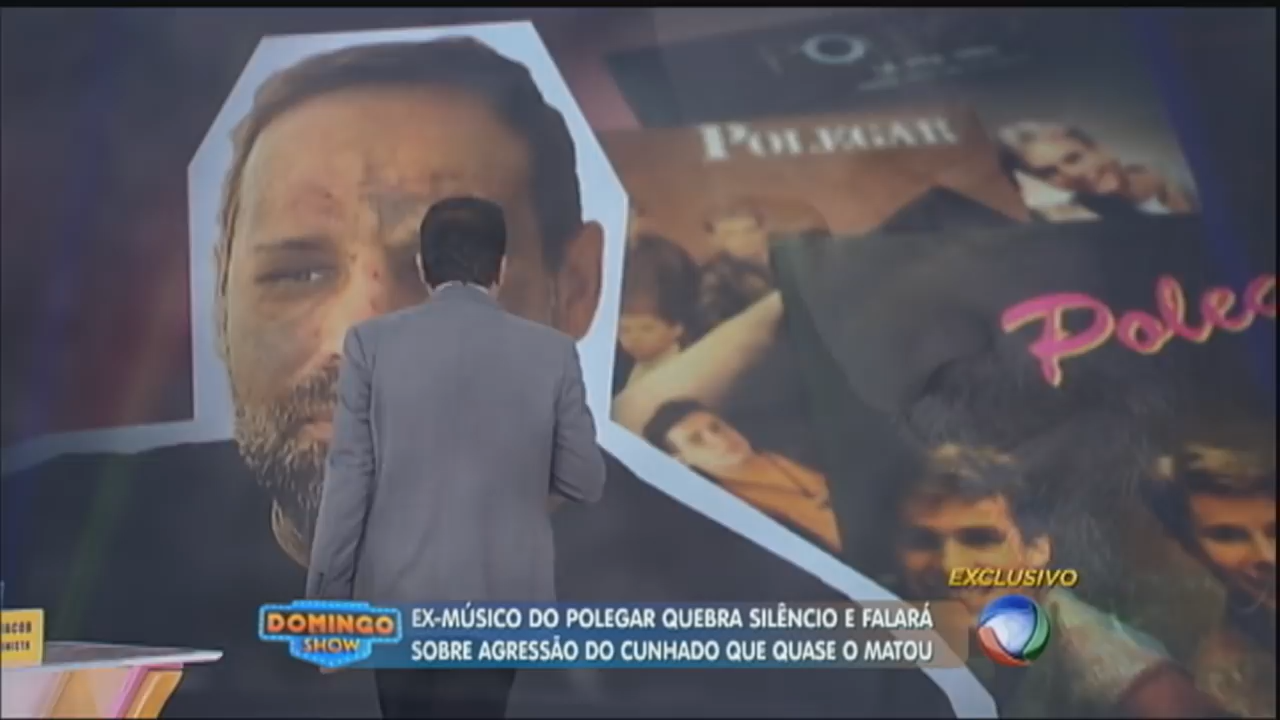 POLEGAR
Poleg
EXCLUSIVO
DOMINGO
SHOW
EX-MÚSICO DO POLEGAR QUEBRA SILÊNCIO E FALARÁ
SOBRE AGRESSÃO DO CUNHADO QUE QUASE O MATOU